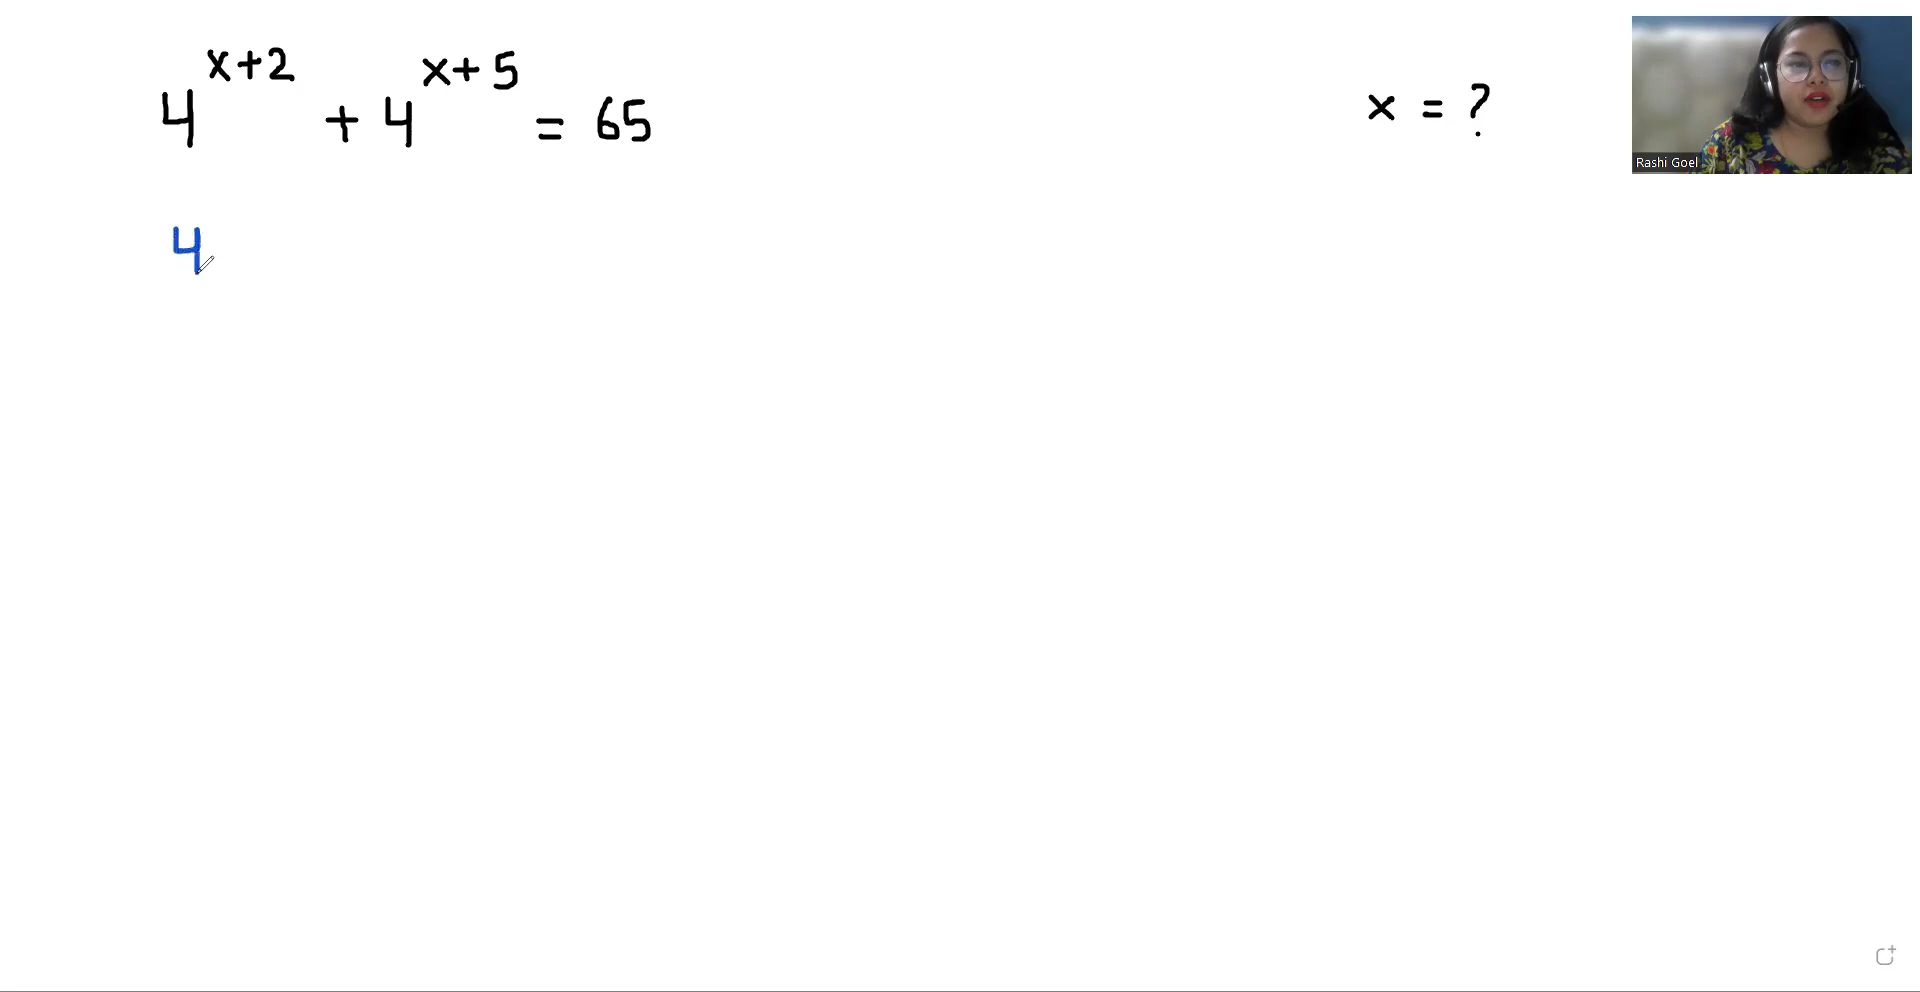 4^{x+2} + 4^{x+5} = 65
x = ?
Rashi Goel
4